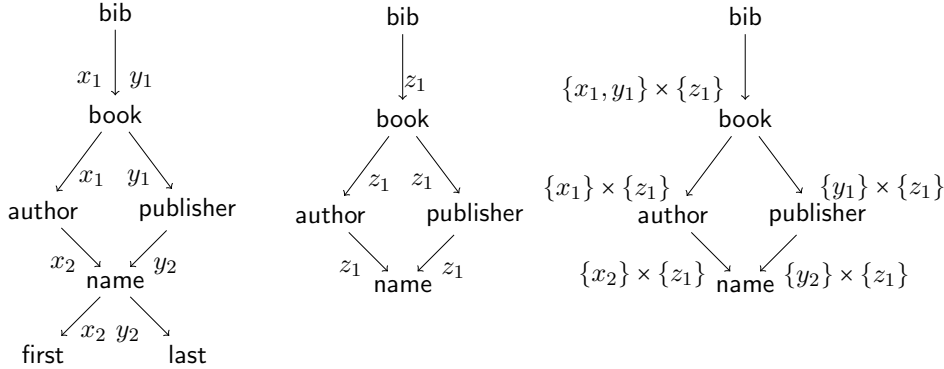 bib bib bib
x₁ y₁ z₁ {x₁, y₁} × {z₁}
book book book
x₁ y₁ z₁ z₁ {x₁} × {z₁} {y₁} × {z₁}
author publisher author publisher author publisher
x₂ y₂ z₁ z₁ {x₂} × {z₁} {y₂} × {z₁}
name name name
x₂ y₂
first last